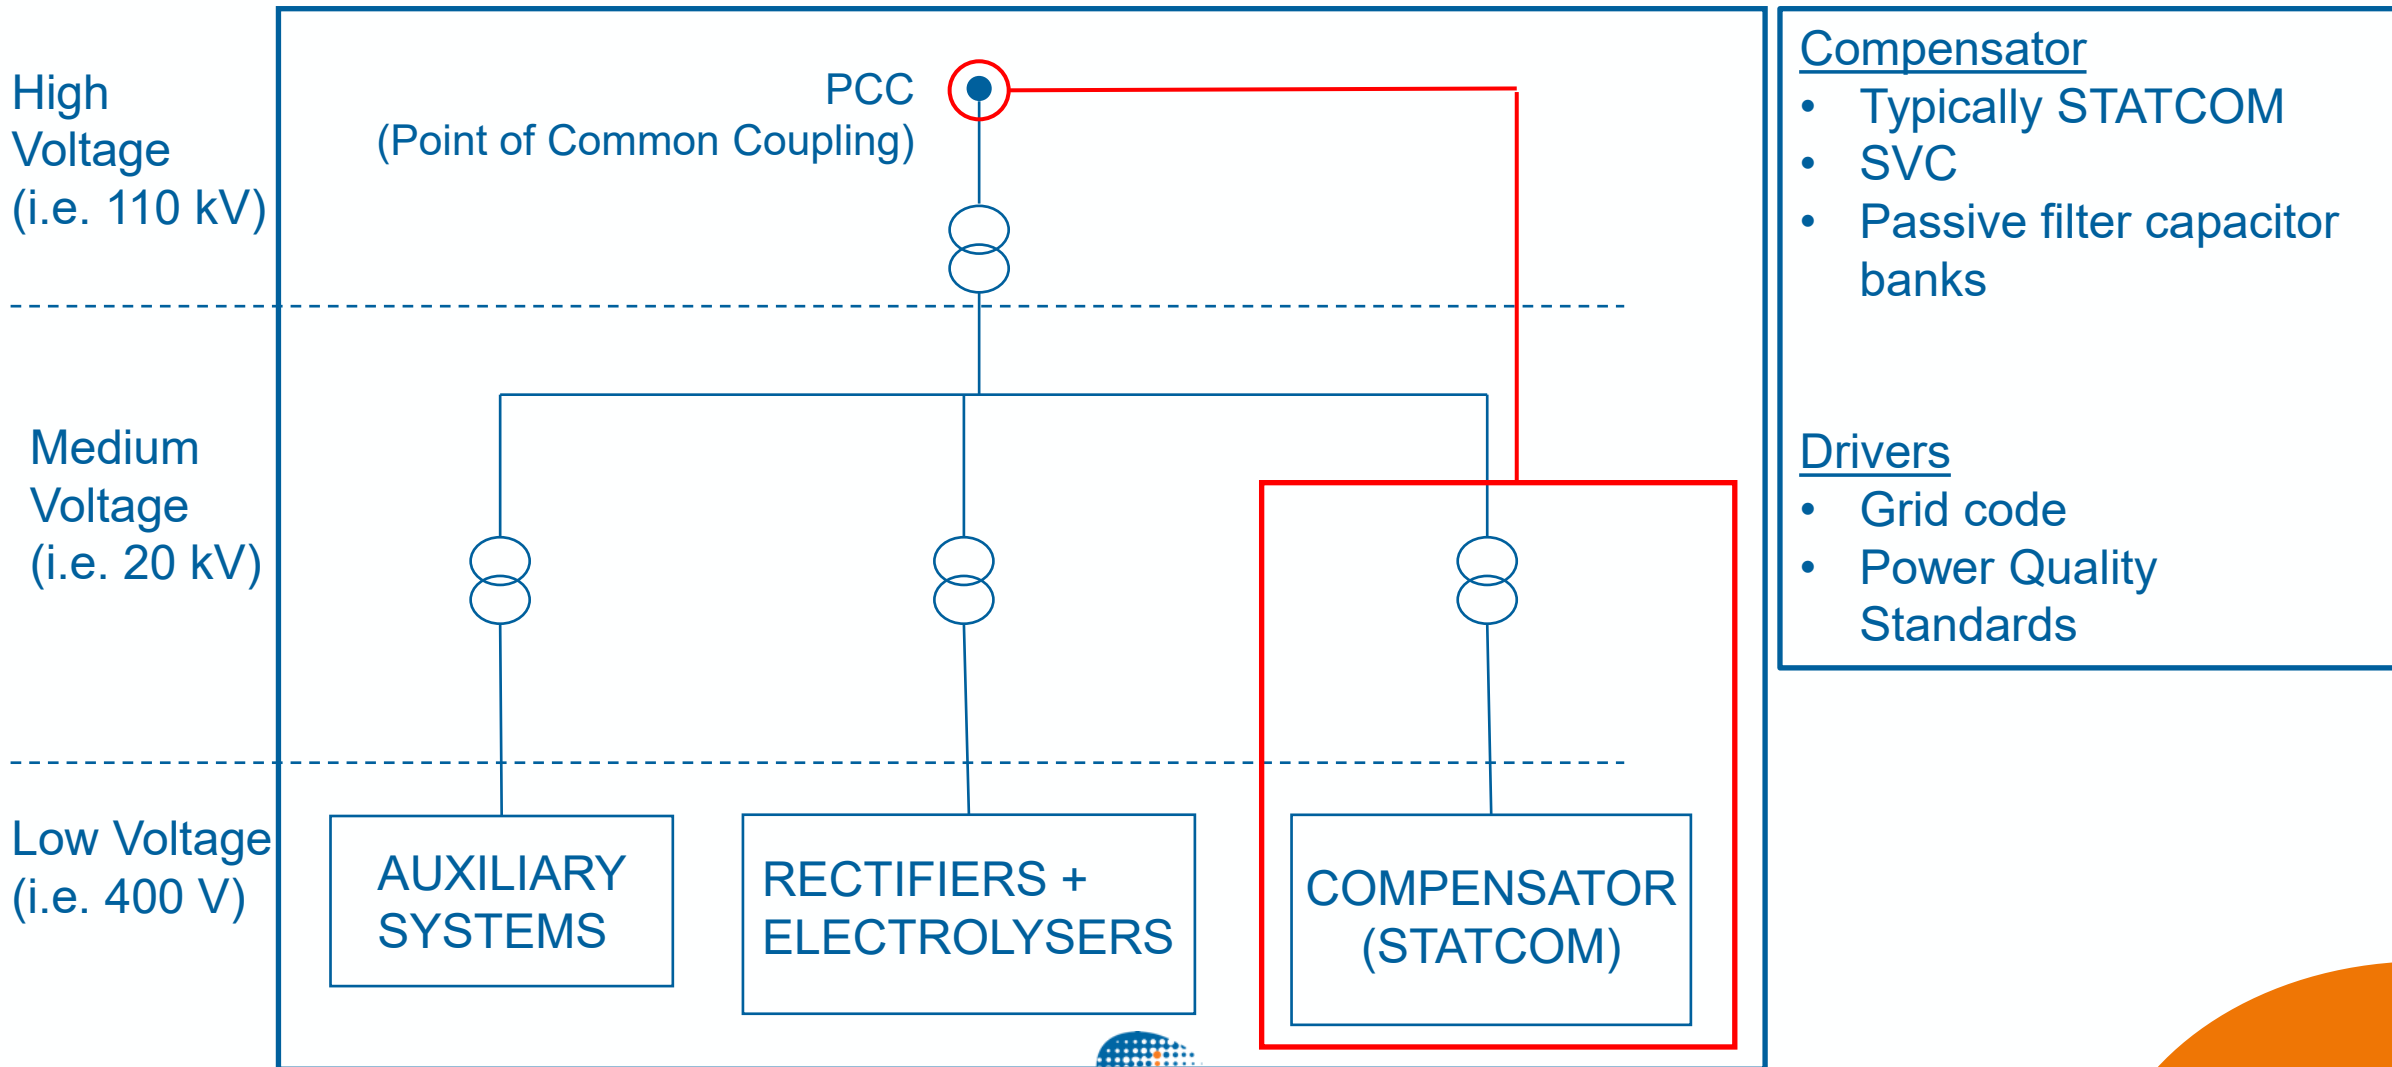 High
Voltage
(i.e. 110 kV)
PCC
(Point of Common Coupling)
Medium
Voltage
(i.e. 20 kV)
Low Voltage
(i.e. 400 V)
AUXILIARY
SYSTEMS
RECTIFIERS +
ELECTROLYSERS
COMPENSATOR
(STATCOM)
Compensator
• Typically STATCOM
• SVC
• Passive filter capacitor
banks
Drivers
• Grid code
• Power Quality
Standards